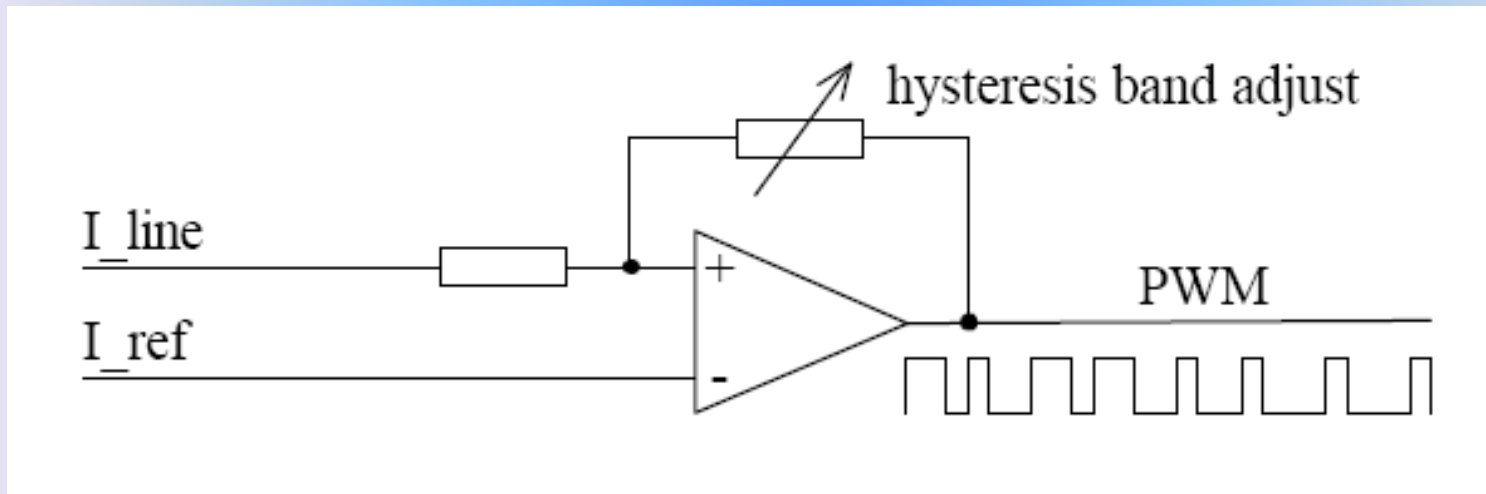 hysteresis band adjust
I_line
+
PWM
I_ref
-